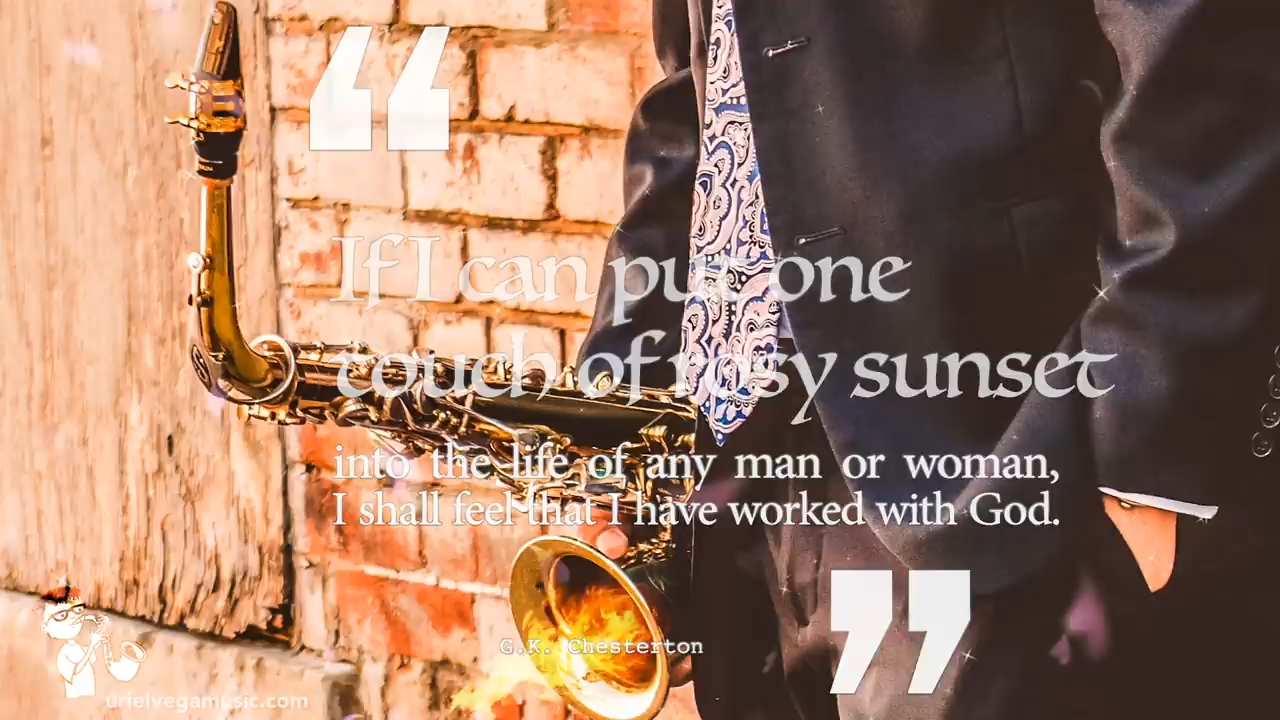 “
If I can put one
touch of rosy sunset
into the life of any man or woman,
I shall feel that I have worked with God.
”
G.K. Chesterton
urielvegamusic.com